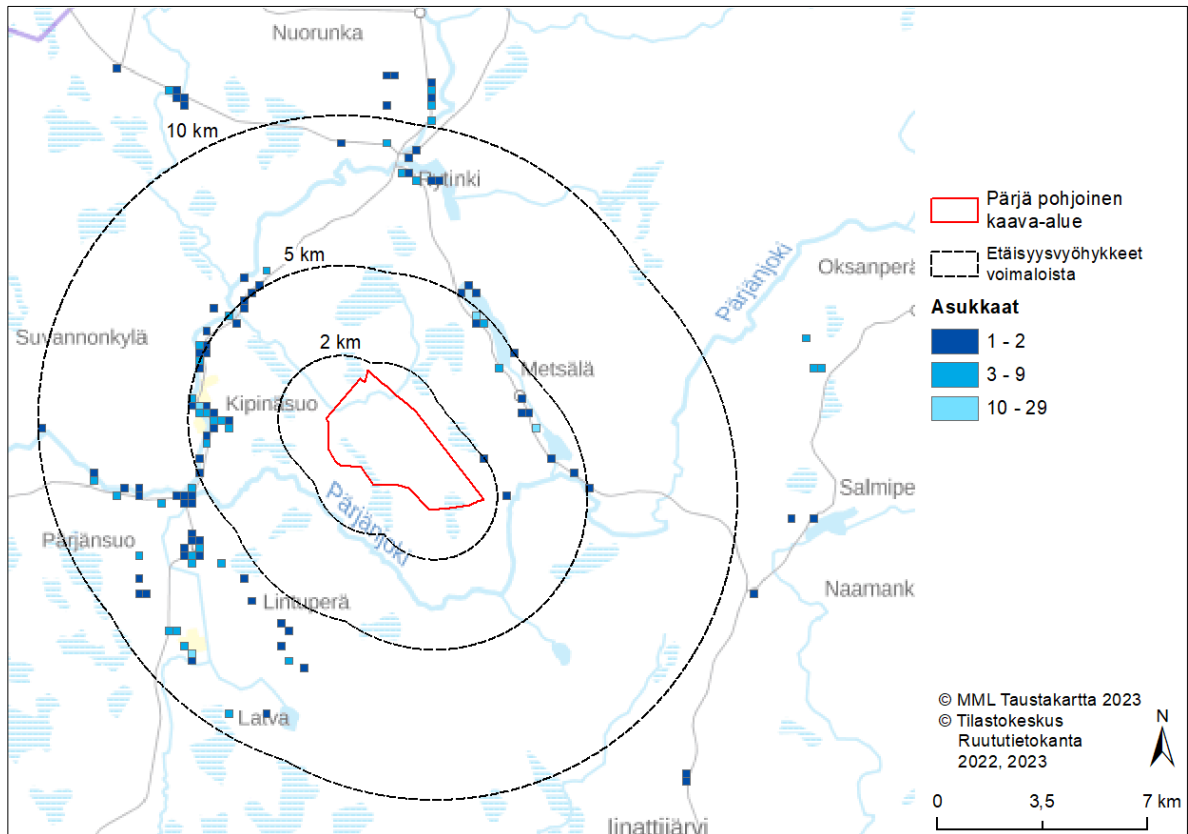 Nuorunka
10 km
Rytinki
5 km
Pärjänjoki
Oksanperä
Suvannonkylä
2 km
Metsälä
Kipinäsuo
Pärjänjoki
Salmipe
Pärjänsuo
Naamank
Lintuperä
Latva
Iinattijärvi
Pärjä pohjoinen
kaava-alue
Etäisyysvyöhykkeet
voimaloista
Asukkaat
1 - 2
3 - 9
10 - 29
© MML Taustakartta 2023
© Tilastokeskus
Ruututietokanta
2022, 2023
N
0 3,5 7 km